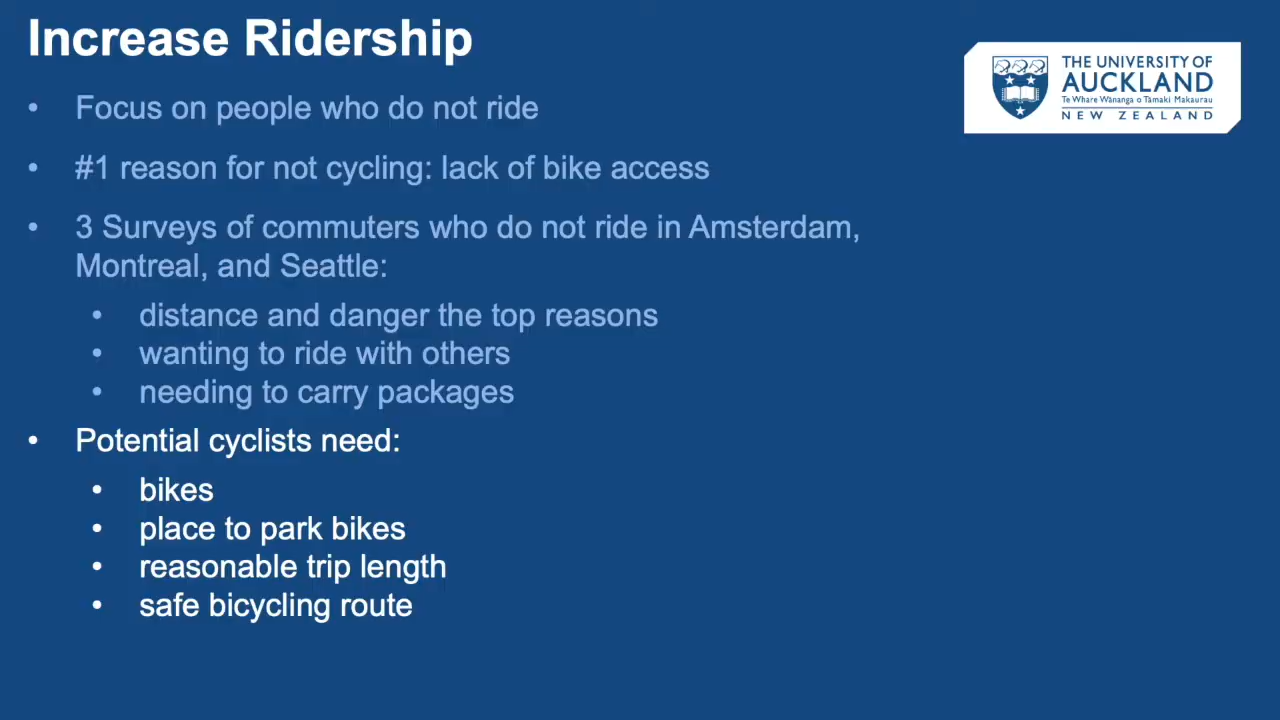 Increase Ridership
THE UNIVERSITY OF
AUCKLAND
Te Whare Wānanga o Tāmaki Makaurau
NEW ZEALAND
• Focus on people who do not ride
• #1 reason for not cycling: lack of bike access
• 3 Surveys of commuters who do not ride in Amsterdam,
Montreal, and Seattle:
• distance and danger the top reasons
• wanting to ride with others
• needing to carry packages
• Potential cyclists need:
• bikes
• place to park bikes
• reasonable trip length
• safe bicycling route